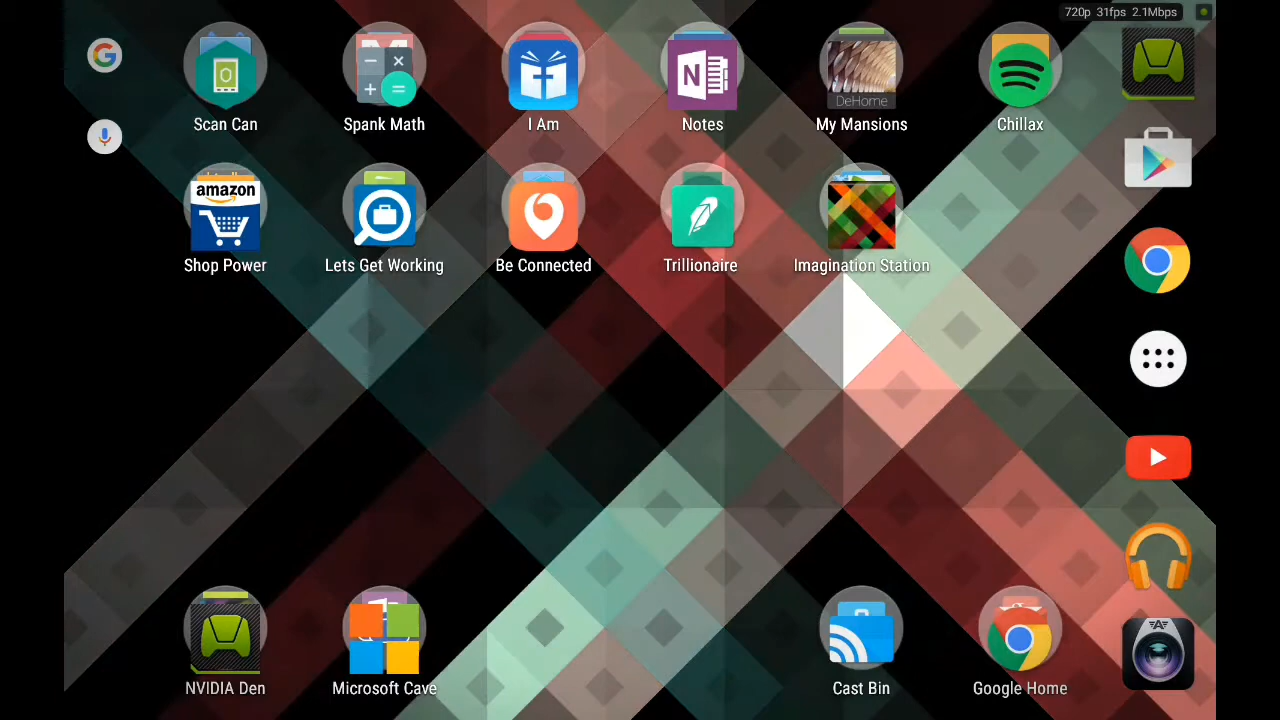 720p 31fps 2.1Mbps
Scan Can
Spank Math
I Am
Notes
DeHome
My Mansions
Chillax
amazon
Shop Power
Lets Get Working
Be Connected
Trillionaire
Imagination Station
NVIDIA Den
Microsoft Cave
Cast Bin
Google Home